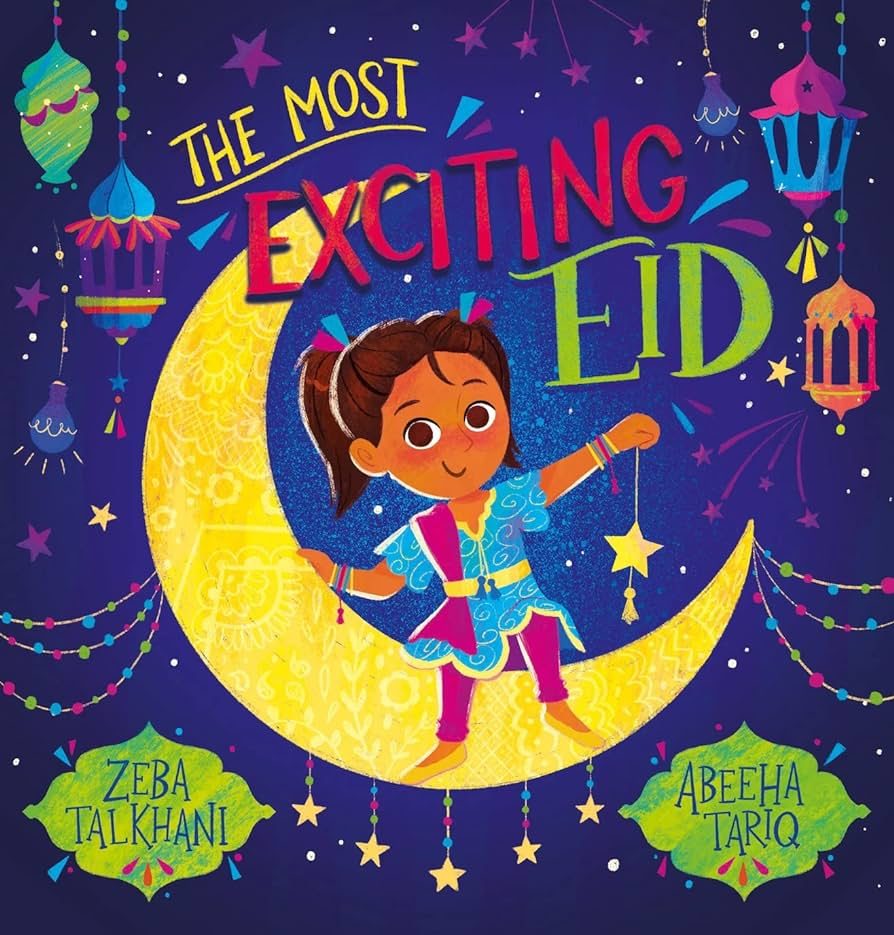 THE MOST
EXCITING
EID
ZEBA
TALKHANI
ABEEHA
TARIQ